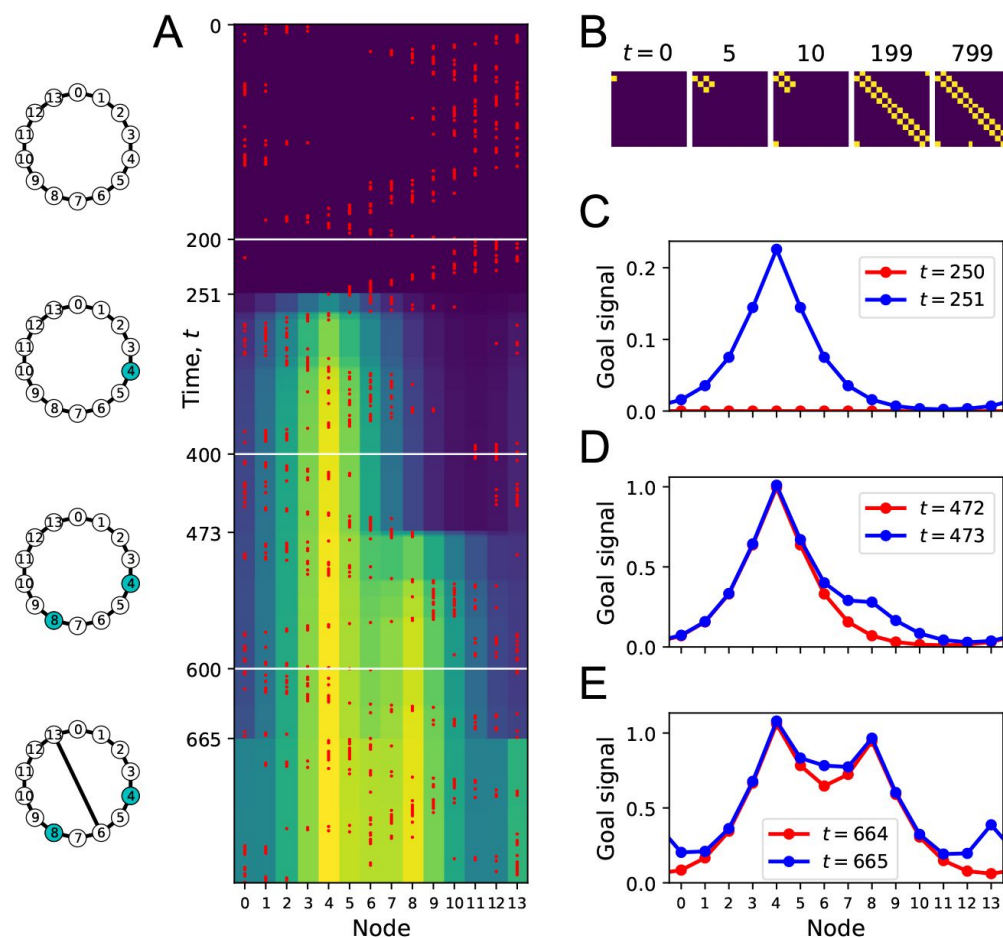 A
B
t = 0 5 10 199 799
0
200
251
400
473
600
665
Time, t
0 1 2 3 4 5 6 7 8 9 10 11 12 13
Node
0 1 2 3 4 5 6 7 8 9 10 11 12 13
0 1 2 3 4 5 6 7 8 9 10 11 12 13
0 1 2 3 4 5 6 7 8 9 10 11 12 13
0 1 2 3 4 5 6 7 8 9 10 11 12 13
C
0.2
0.1
0.0
Goal signal
t = 250
t = 251
D
1.0
0.5
0.0
Goal signal
t = 472
t = 473
E
1.0
0.5
0.0
Goal signal
t = 664
t = 665
0 1 2 3 4 5 6 7 8 9 10 11 12 13
Node